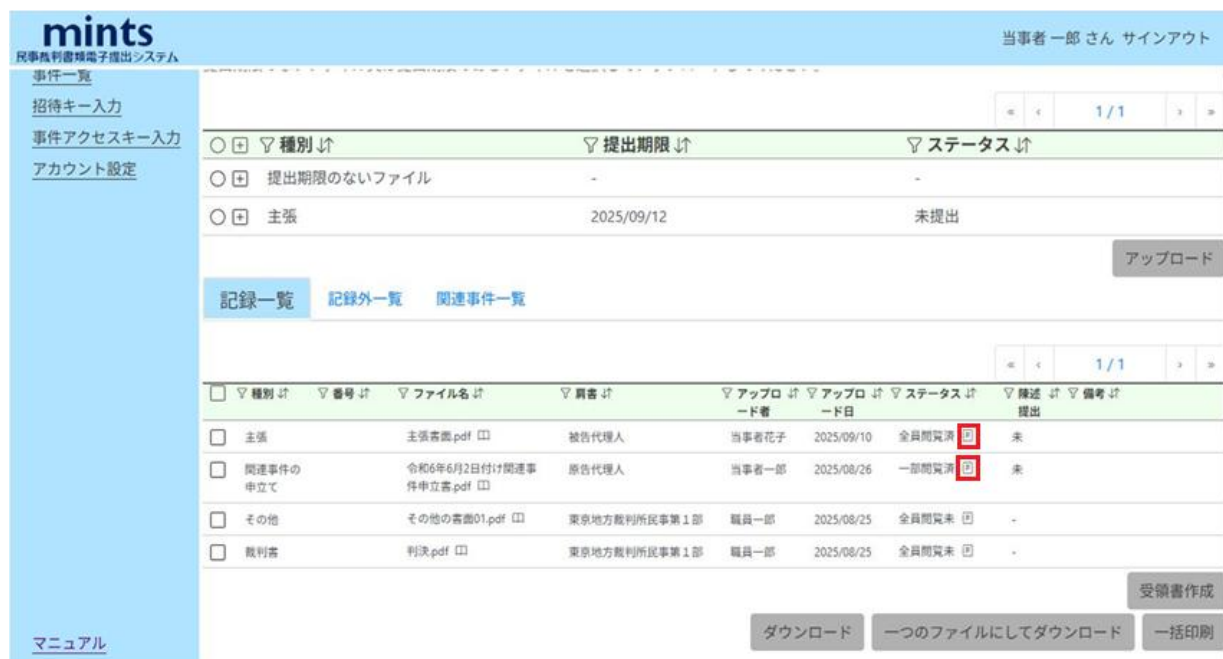 mints
民事裁判書類電子提出システム
当事者 一郎 さん サインアウト
事件一覧
招待キー入力
事件アクセスキー入力
アカウント設定
マニュアル
« ‹ 1 / 1 › »
種別 提出期限 ステータス
提出期限のないファイル - -
主張 2025/09/12 未提出
アップロード
記録一覧 記録外一覧 関連事件一覧
« ‹ 1 / 1 › »
種別 番号 ファイル名 肩書 アップロ アップロ ステータス 陳述 備考
ード者 ード日 提出
主張 主張書面.pdf 被告代理人 当事者花子 2025/09/10 全員閲覧済 未
関連事件の 令和6年6月2日付け関連事 原告代理人 当事者一郎 2025/08/26 一部閲覧済 未
申立て 件申立書.pdf
その他 その他の書面01.pdf 東京地方裁判所民事第１部 職員一郎 2025/08/25 全員閲覧未 -
裁判書 判決.pdf 東京地方裁判所民事第１部 職員一郎 2025/08/25 全員閲覧未 -
受領書作成
ダウンロード 一つのファイルにしてダウンロード 一括印刷